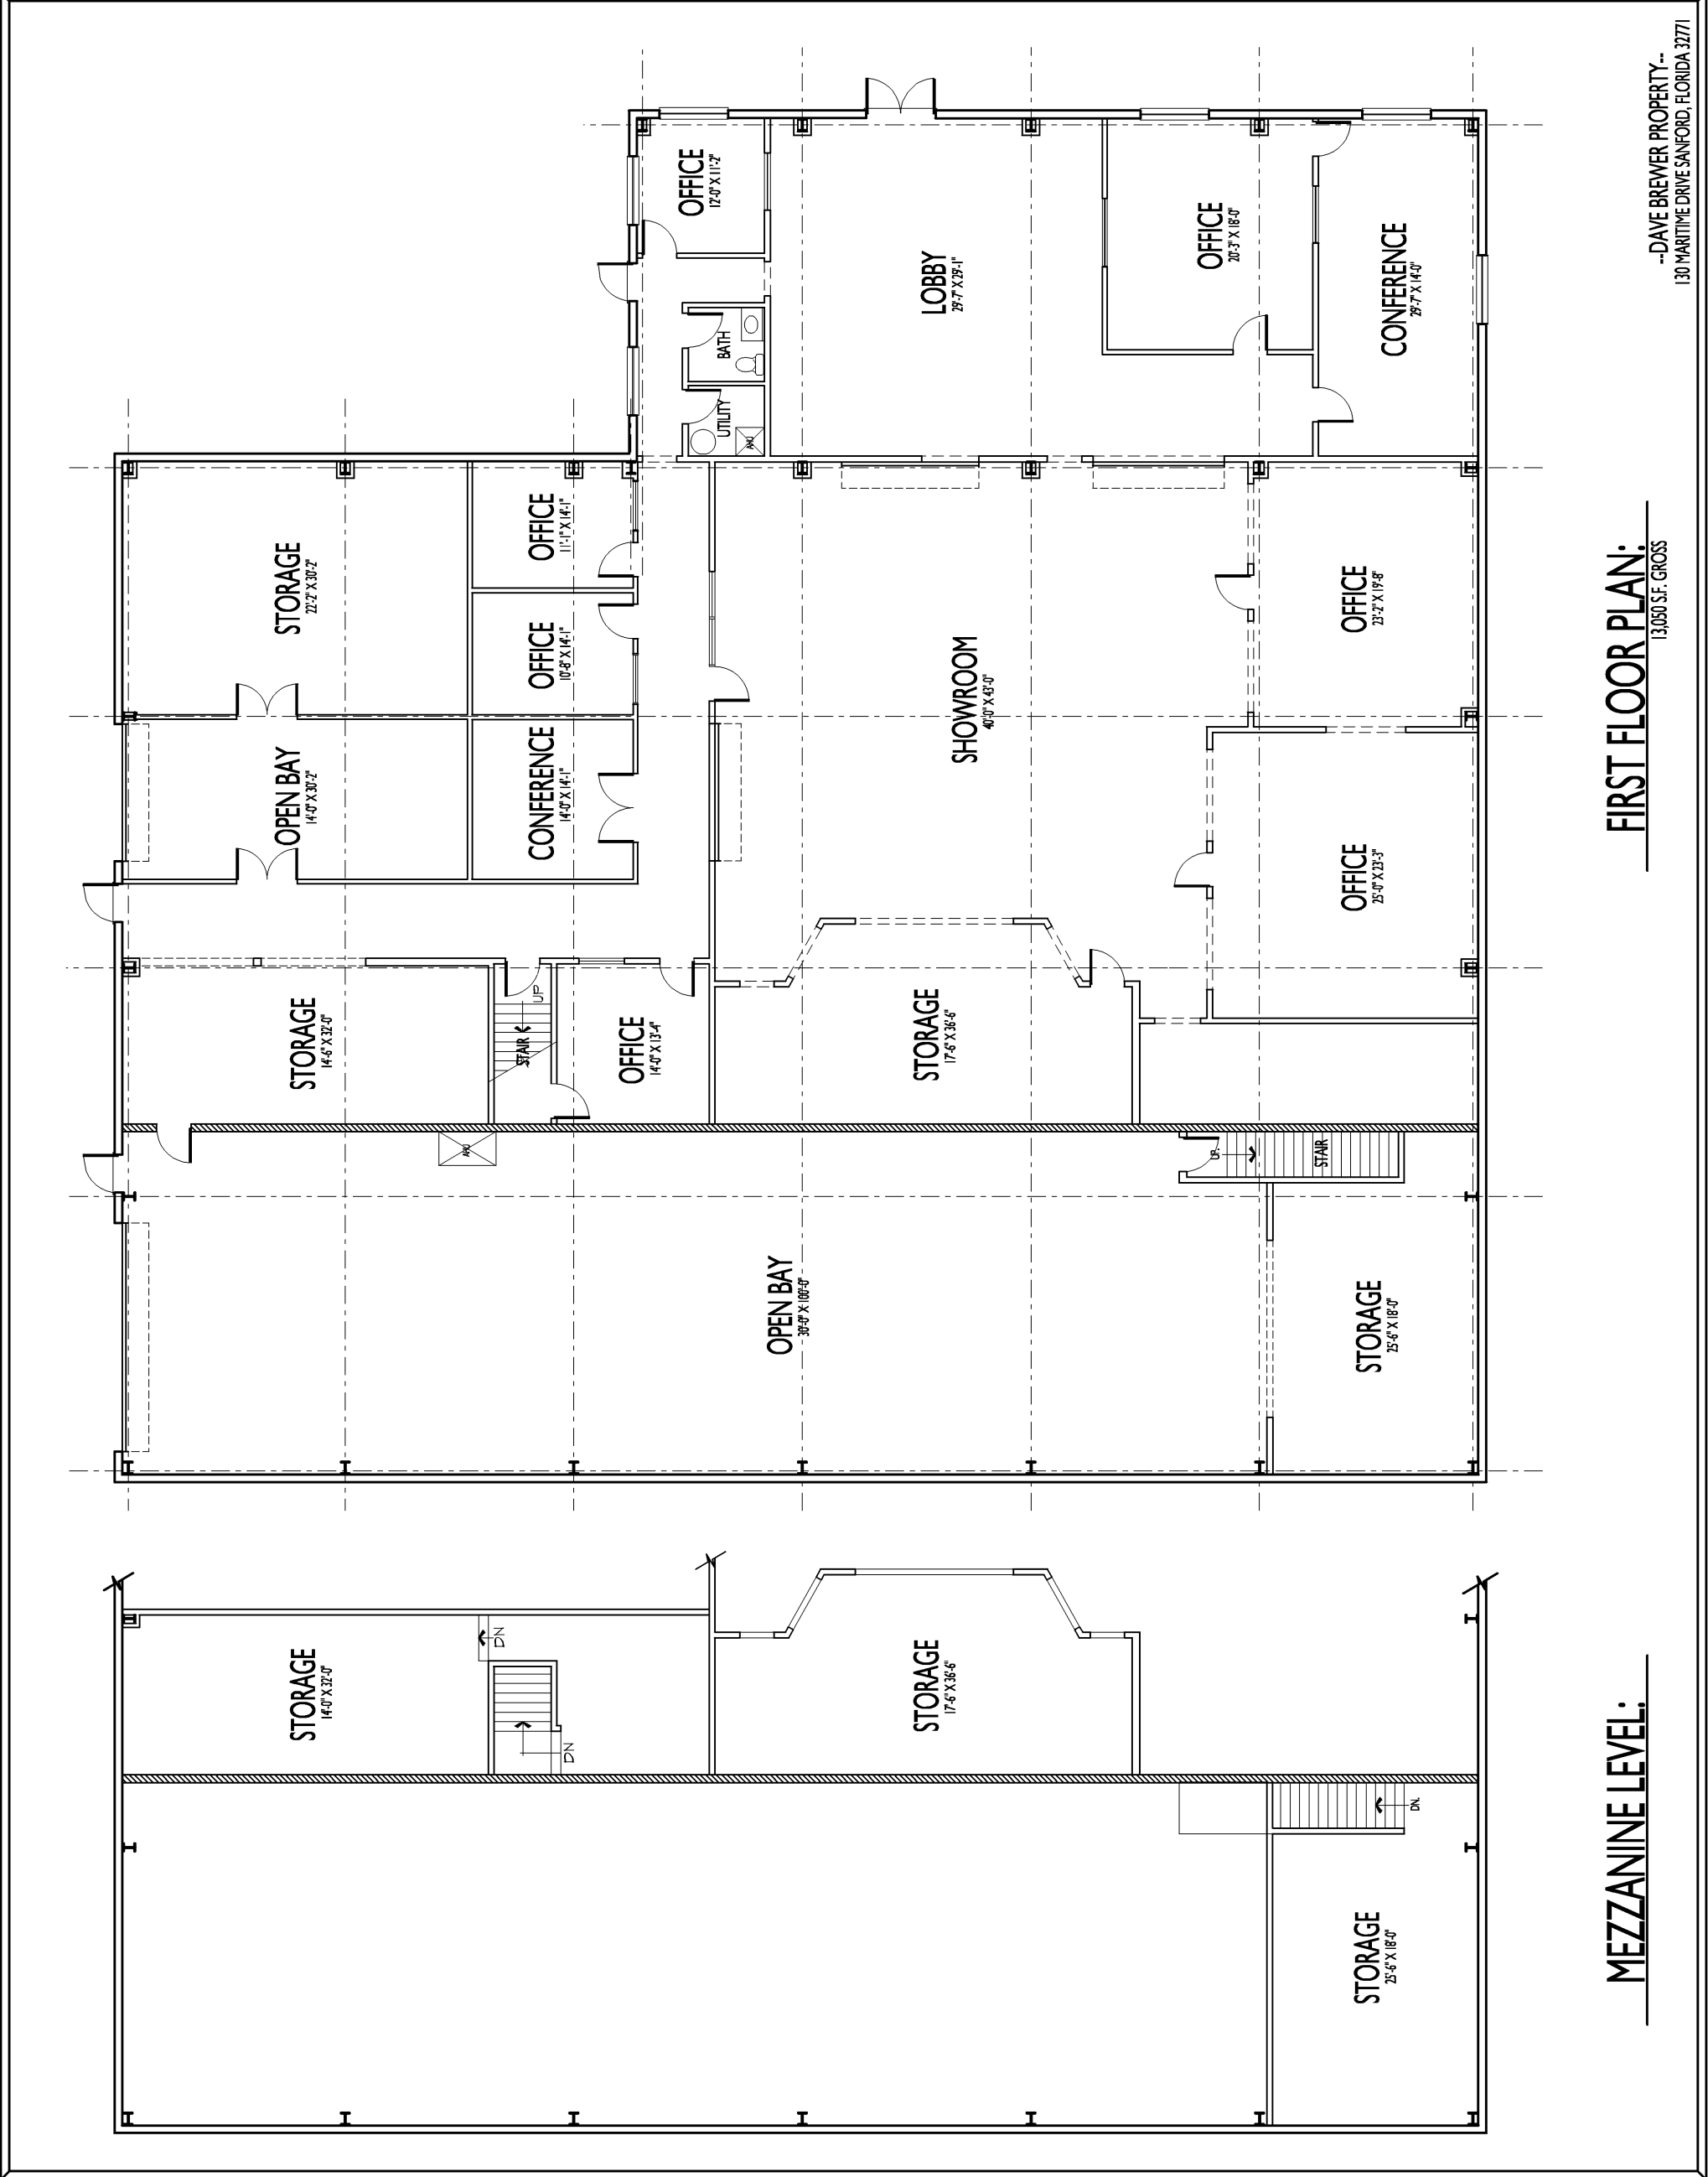 --DAVE BREWER PROPERTY--
130 MARITIME DRIVE SANFORD, FLORIDA 32771
FIRST FLOOR PLAN:
13,050 S.F. GROSS
MEZZANINE LEVEL:
OFFICE
12'-0" X 11'-2"
LOBBY
29'-7" X 29'-1"
OFFICE
20'-3" X 18'-0"
CONFERENCE
29'-7" X 14'-0"
BATH
UTILITY
AHU
STORAGE
22'-2" X 30'-2"
OFFICE
11'-1" X 14'-1"
OFFICE
10'-8" X 14'-1"
OPEN BAY
14'-0" X 30'-2"
CONFERENCE
14'-0" X 14'-1"
SHOWROOM
40'-0" X 43'-0"
OFFICE
23'-2" X 19'-8"
OFFICE
25'-0" X 23'-3"
STORAGE
14'-6" X 32'-0"
UP
STAIR
OFFICE
14'-0" X 13'-4"
STORAGE
17'-6" X 36'-6"
AHU
UP.
STAIR
OPEN BAY
30'-0" X 100'-0"
STORAGE
25'-6" X 18'-0"
STORAGE
14'-0" X 32'-0"
DN
DN
STORAGE
17'-6" X 36'-6"
DN.
STORAGE
25'-6" X 18'-0"